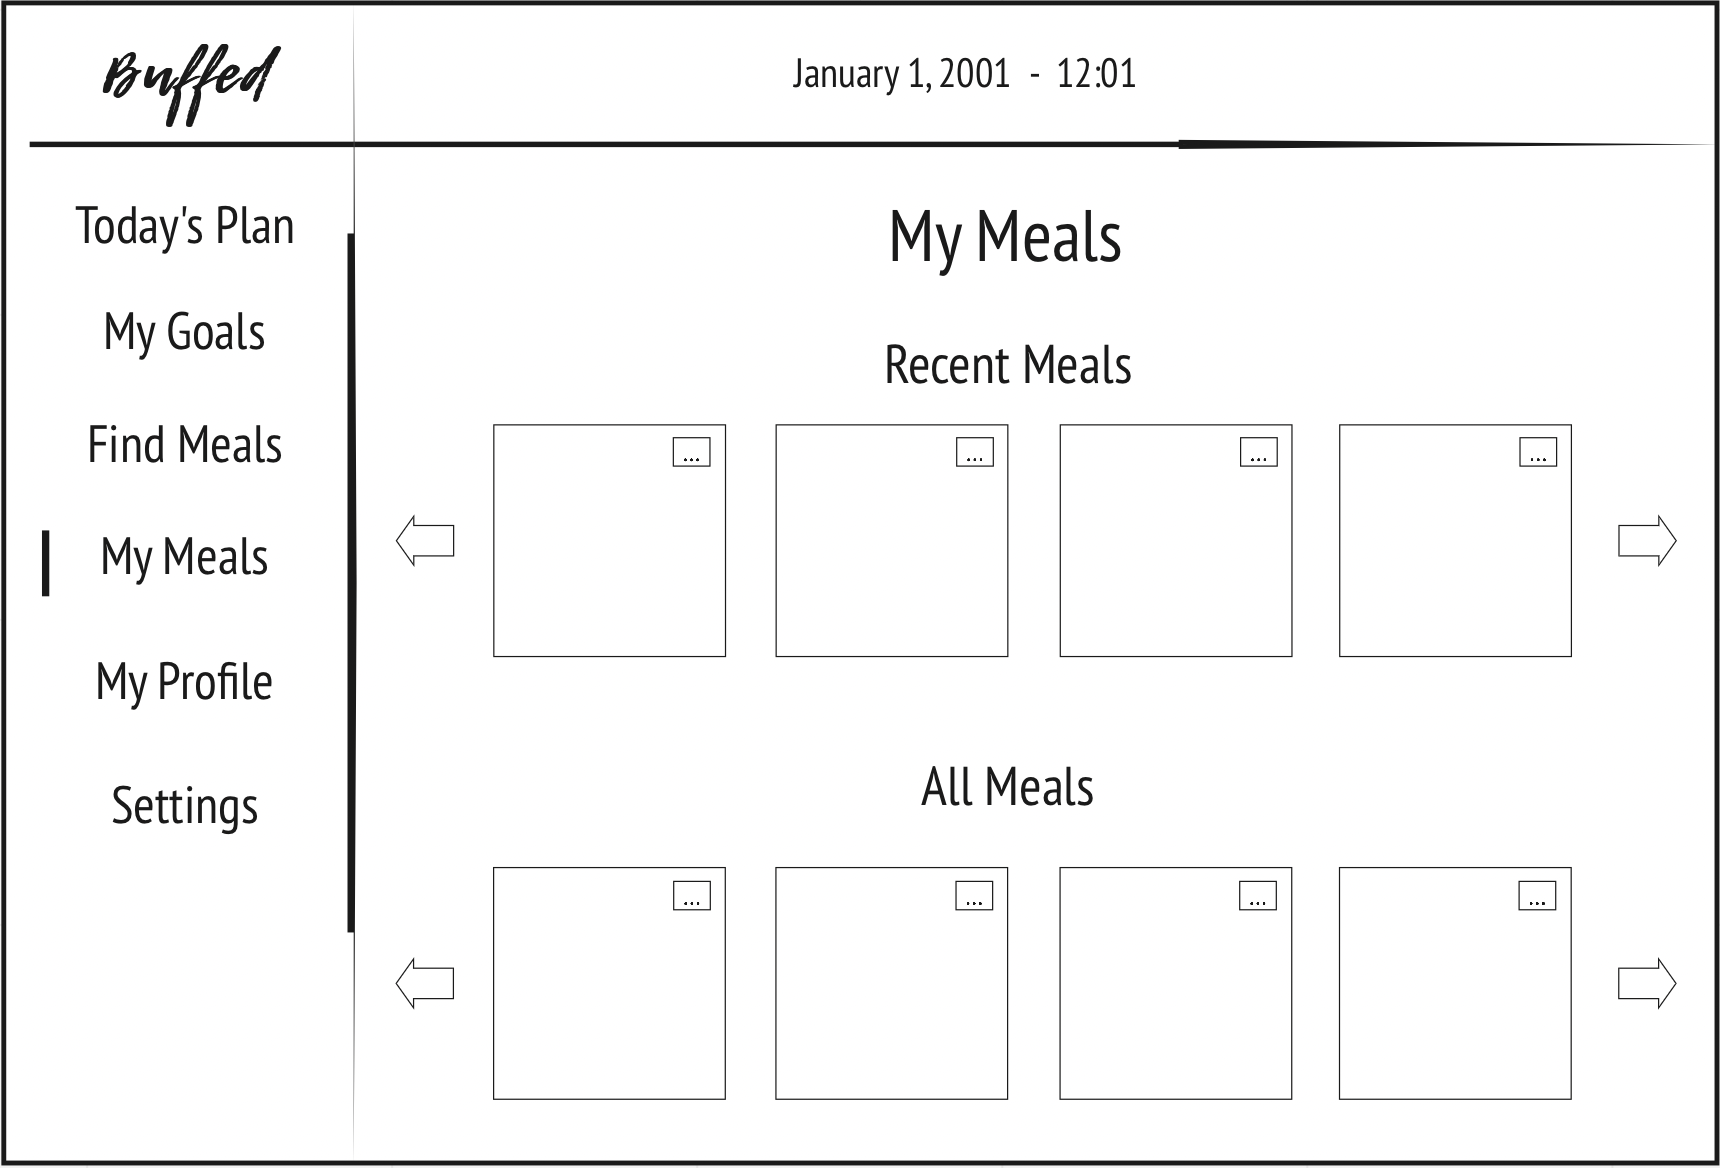 Buffed
January 1, 2001 - 12:01
Today's Plan
My Goals
Find Meals
My Meals
My Profile
Settings
My Meals
Recent Meals
... ... ... ...
All Meals
... ... ... ...